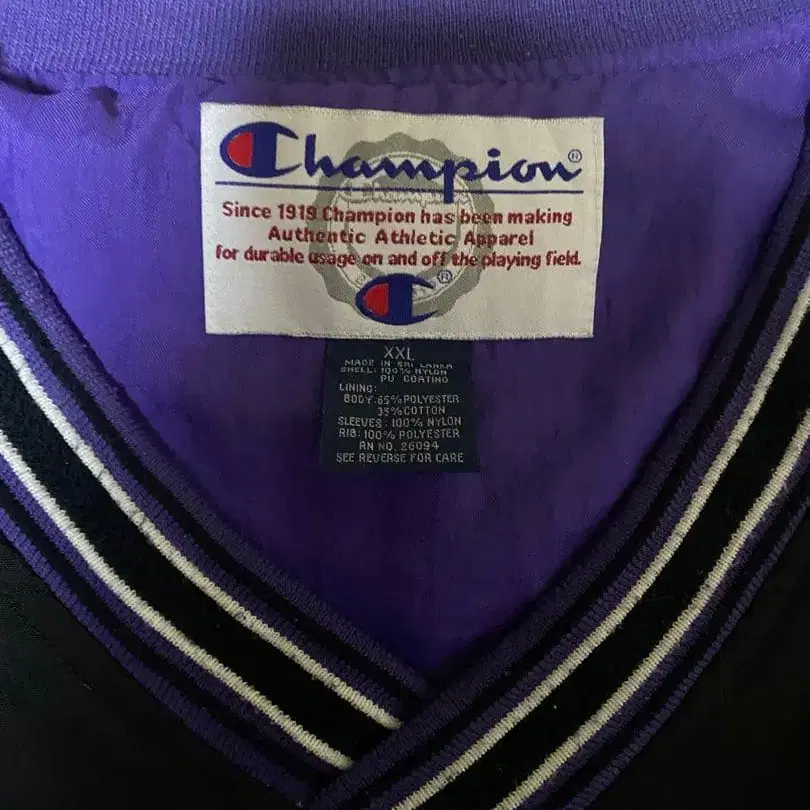 Champion®
Since 1919 Champion has been making
Authentic Athletic Apparel
for durable usage on and off the playing field.
®
XXL
MADE IN SRI LANKA
SHELL: 100% NYLON
PU COATING
LINING:
BODY:65% POLYESTER
35% COTTON
SLEEVES: 100% NYLON
RIB: 100% POLYESTER
RN NO. 26094
SEE REVERSE FOR CARE